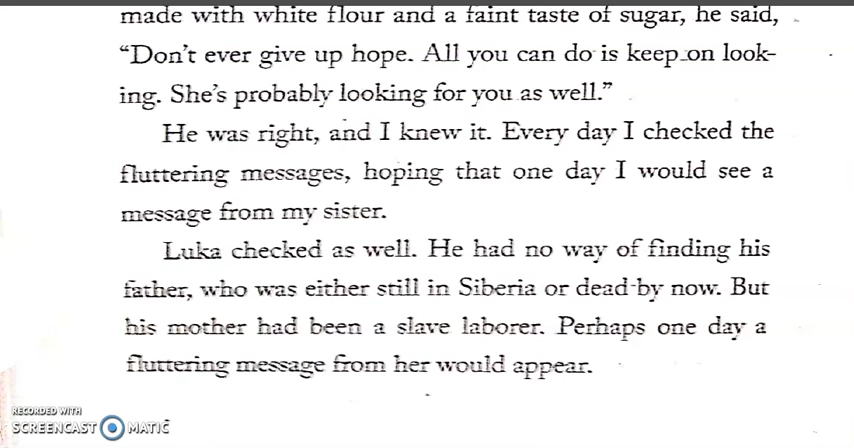 made with white flour and a faint taste of sugar, he said,
“Don’t ever give up hope. All you can do is keep on look-
ing. She’s probably looking for you as well.”
He was right, and I knew it. Every day I checked the
fluttering messages, hoping that one day I would see a
message from my sister.
Luka checked as well. He had no way of finding his
father, who was either still in Siberia or dead by now. But
his mother had been a slave laborer. Perhaps one day a
fluttering message from her would appear.
RECORDED WITH
SCREENCAST MATIC